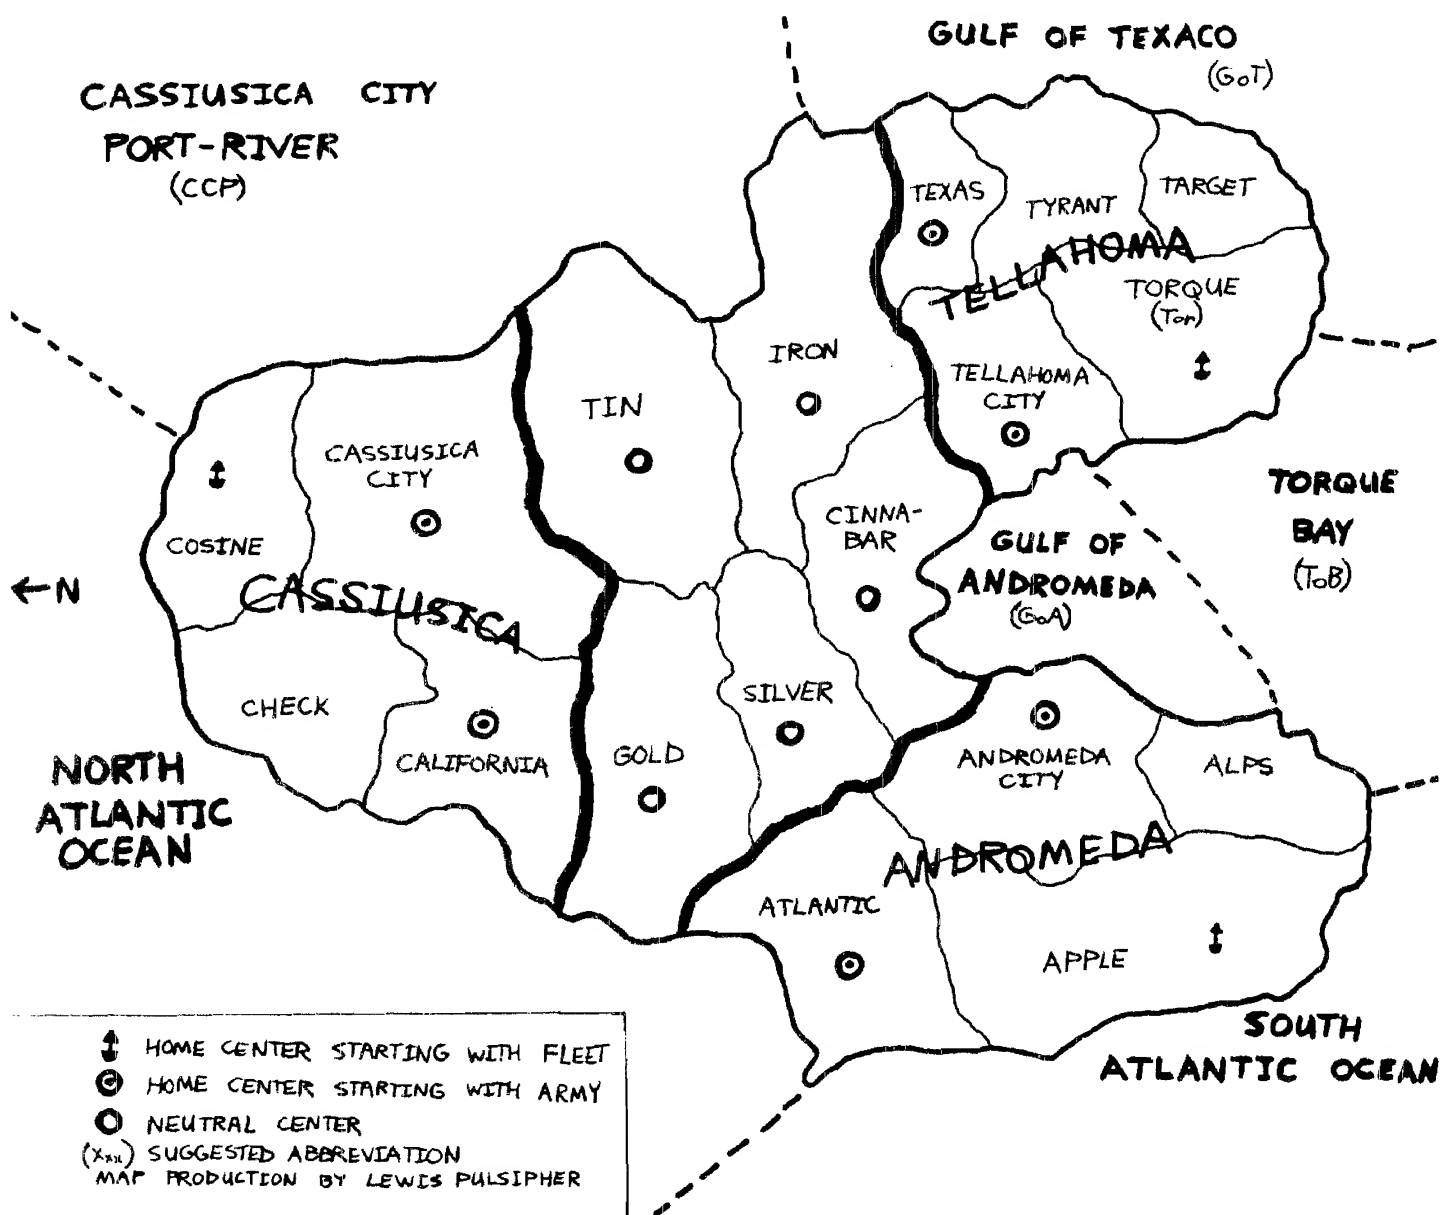 GULF OF TEXACO
(GoT)
CASSIUSICA CITY
PORT-RIVER
(CCP)
TEXAS
TYRANT
TARGET
TELLAHOMA
TORQUE
(Tor)
IRON
TELLAHOMA
CITY
TIN
CASSIUSICA
CITY
COSINE
CINNA-
BAR
TORQUE
BAY
(ToB)
GULF OF
ANDROMEDA
(GoA)
←N
CASSIUSICA
CHECK
CALIFORNIA
SILVER
GOLD
ANDROMEDA
CITY
ALPS
NORTH
ATLANTIC
OCEAN
ANDROMEDA
ATLANTIC
APPLE
SOUTH
ATLANTIC OCEAN
HOME CENTER STARTING WITH FLEET
HOME CENTER STARTING WITH ARMY
NEUTRAL CENTER
(Xxx) SUGGESTED ABBREVIATION
MAP PRODUCTION BY LEWIS PULSIPHER